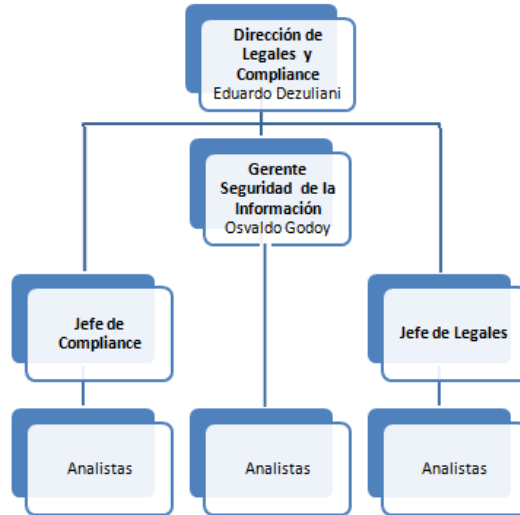 Dirección de
Legales y
Compliance
Eduardo Dezuliani
Gerente
Seguridad de la
Información
Osvaldo Godoy
Jefe de
Compliance
Jefe de Legales
Analistas
Analistas
Analistas